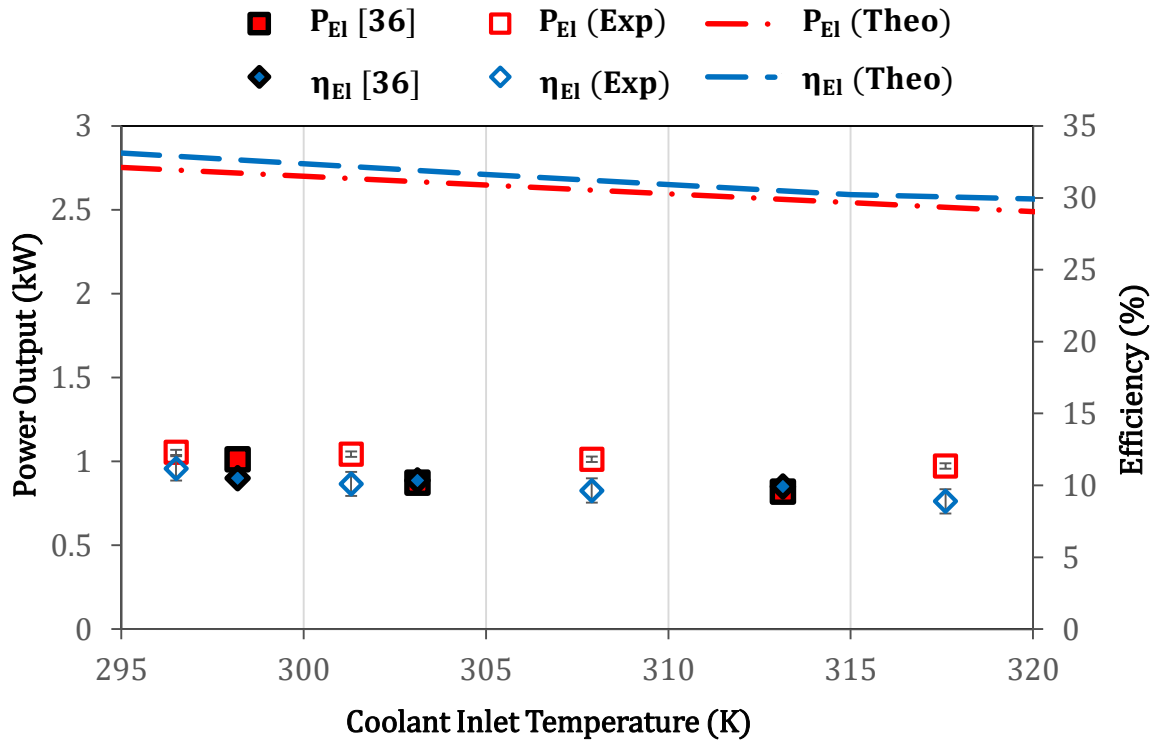 P_El [36] P_El (Exp) P_El (Theo)
η_El [36] η_El (Exp) η_El (Theo)
3 35
2.5 30
2 25
1.5 20
1 15
0.5 10
0 5
0
295 300 305 310 315 320
Power Output (kW)
Efficiency (%)
Coolant Inlet Temperature (K)